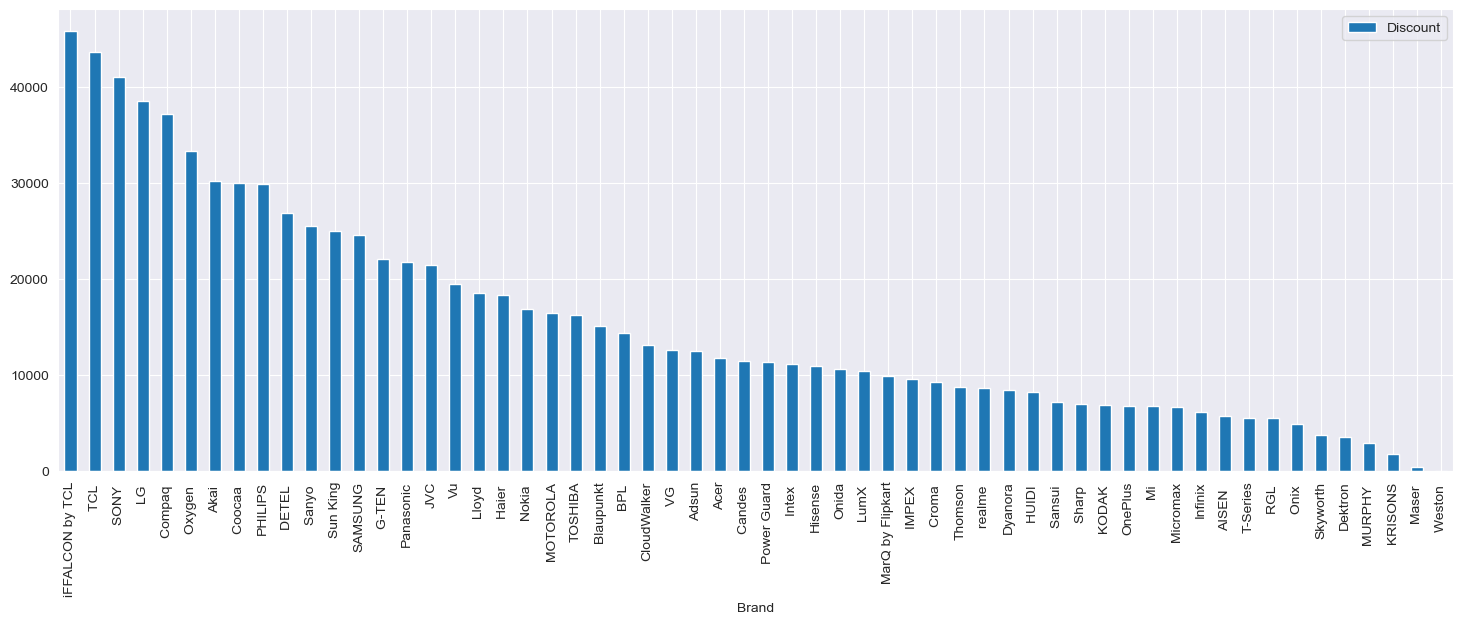 Discount
40000
30000
20000
10000
0
iFFALCON by TCL
TCL
SONY
LG
Compaq
Oxygen
Akai
Coocaa
PHILIPS
DETEL
Sanyo
Sun King
SAMSUNG
G-TEN
Panasonic
JVC
Vu
Lloyd
Haier
Nokia
MOTOROLA
TOSHIBA
Blaupunkt
BPL
CloudWalker
VG
Adsun
Acer
Candes
Power Guard
Intex
Hisense
Onida
LumX
MarQ by Flipkart
IMPEX
Croma
Thomson
realme
Dyanora
HUIDI
Sansui
Sharp
KODAK
OnePlus
Mi
Micromax
Infinix
AISEN
T-Series
RGL
Onix
Skyworth
Dektron
MURPHY
KRISONS
Maser
Weston
Brand